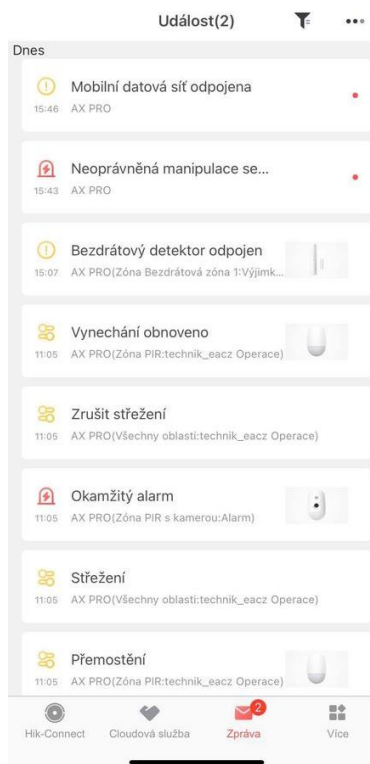 Událost(2)
Dnes
Mobilní datová síť odpojena
15:46 AX PRO
Neoprávněná manipulace se...
15:43 AX PRO
Bezdrátový detektor odpojen
15:07 AX PRO(Zóna Bezdrátová zóna 1:Výjimk...
Vynechání obnoveno
11:05 AX PRO(Zóna PIR:technik_eacz Operace)
Zrušit střežení
11:05 AX PRO(Všechny oblasti:technik_eacz Operace)
Okamžitý alarm
11:05 AX PRO(Zóna PIR s kamerou:Alarm)
Střežení
11:05 AX PRO(Všechny oblasti:technik_eacz Operace)
Přemostění
11:05 AX PRO(Zóna PIR:technik_eacz Operace)
2
Hik-Connect Cloudová služba Zpráva Více